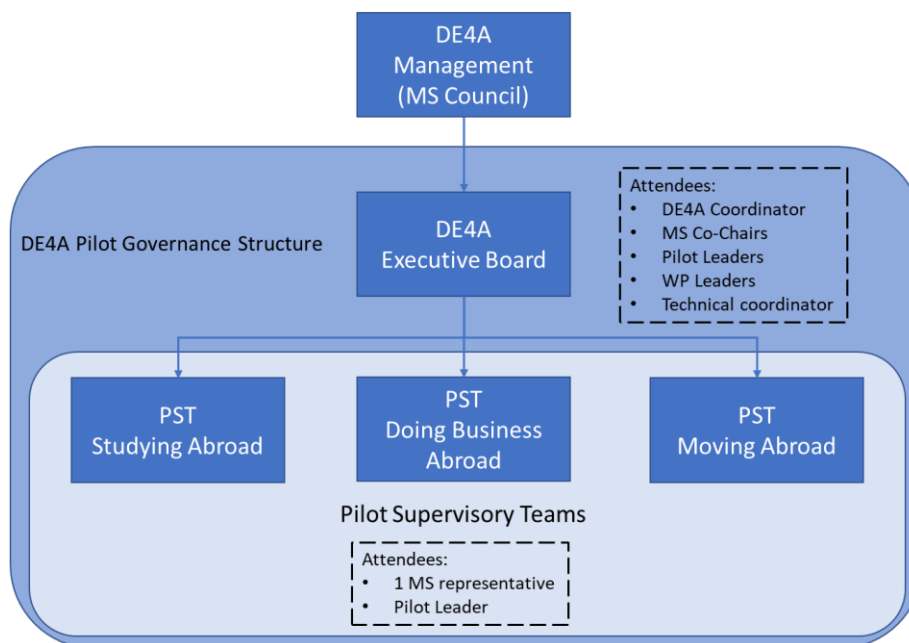 DE4A
Management
(MS Council)
DE4A Pilot Governance Structure
DE4A
Executive Board
Attendees:
• DE4A Coordinator
• MS Co-Chairs
• Pilot Leaders
• WP Leaders
• Technical coordinator
PST
Studying Abroad
PST
Doing Business
Abroad
PST
Moving Abroad
Pilot Supervisory Teams
Attendees:
• 1 MS representative
• Pilot Leader